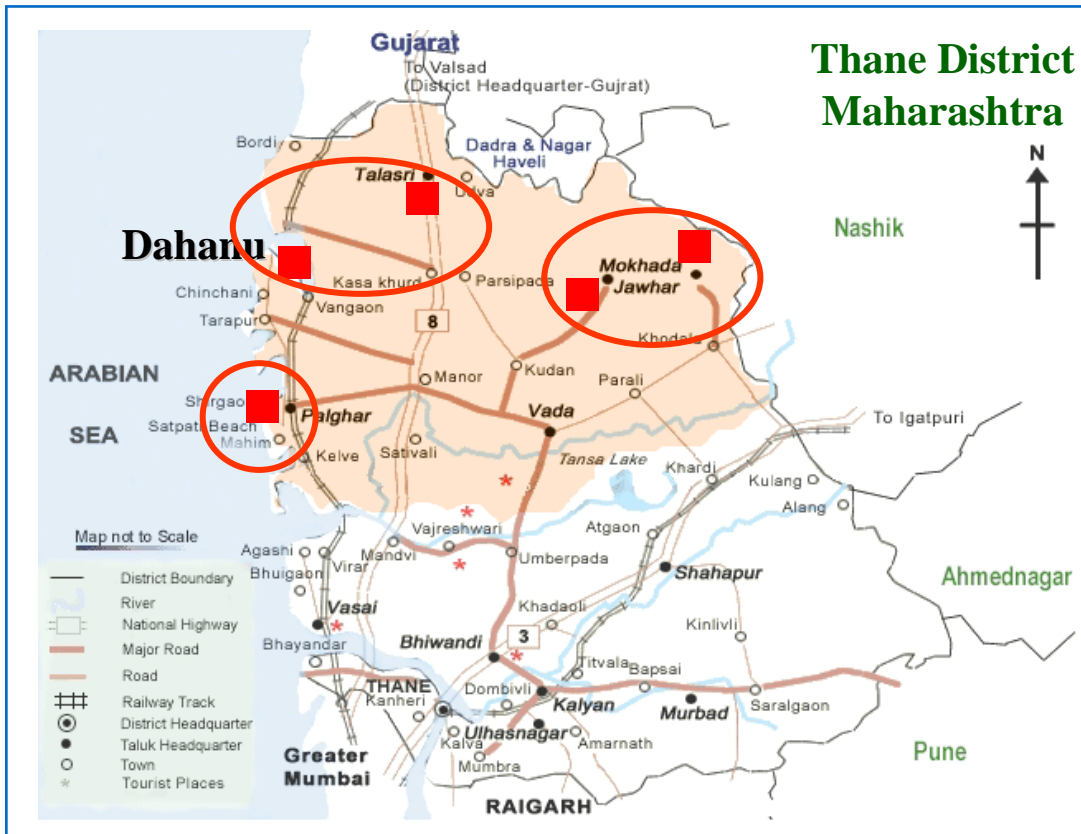 Thane District
Maharashtra
Gujarat
To Valsad
(District Headquarter-Gujrat)
Bordi
Dadra & Nagar
Haveli
N
Talasri
Udva
Nashik
Dahanu
Kasa khurd
Parsipada
Mokhada
Jawhar
Chinchani
Vangaon
Tarapur
8
Khodala
ARABIAN
SEA
Manor
Kudan
Parali
Palghar
Vada
To Igatpuri
Satpati Beach
Mahim
Kelve
Sativali
Tansa Lake
Khardi
Kulang
Alang
Map not to Scale
Agashi
Virar
Mandvi
Vajreshwari
Umberpada
Atgaon
Bhuigaon
Shahapur
Ahmednagar
Vasai
Khadaoli
Kinlivli
Bhayandar
Bhiwandi
3
Titvala
Bapsai
THANE
Kanheri
Dombivli
Kalyan
Murbad
Saralgaon
Ulhasnagar
Kalva
Amarnath
Mumbra
Greater
Mumbai
RAIGARH
Pune
District Boundary
River
National Highway
Major Road
Road
Railway Track
District Headquarter
Taluk Headquarter
Town
Tourist Places